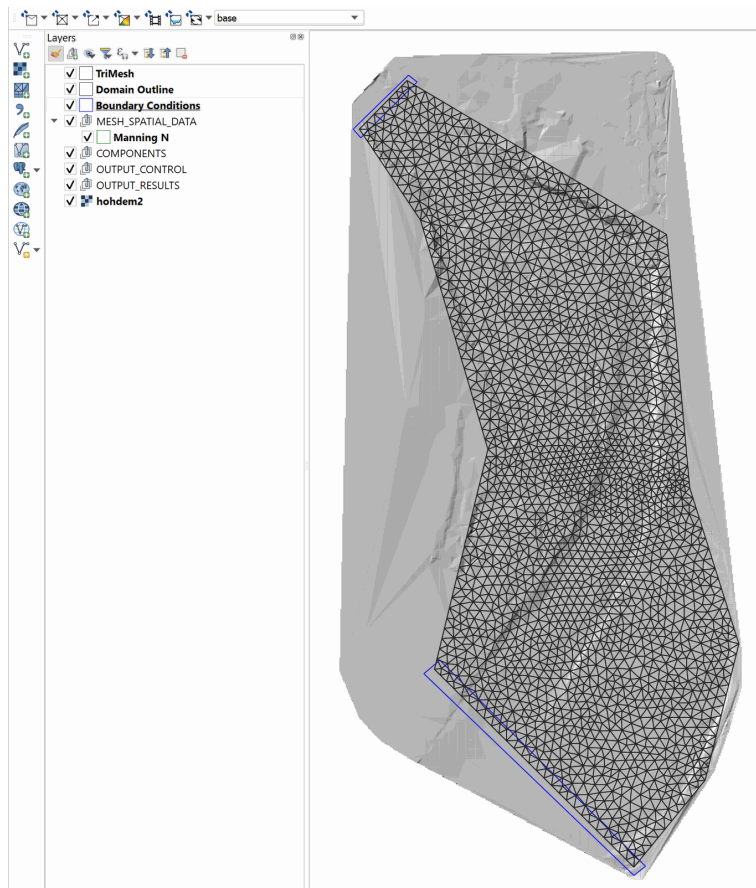 base
Layers
TriMesh
Domain Outline
Boundary Conditions
MESH_SPATIAL_DATA
Manning N
COMPONENTS
OUTPUT_CONTROL
OUTPUT_RESULTS
hohdem2